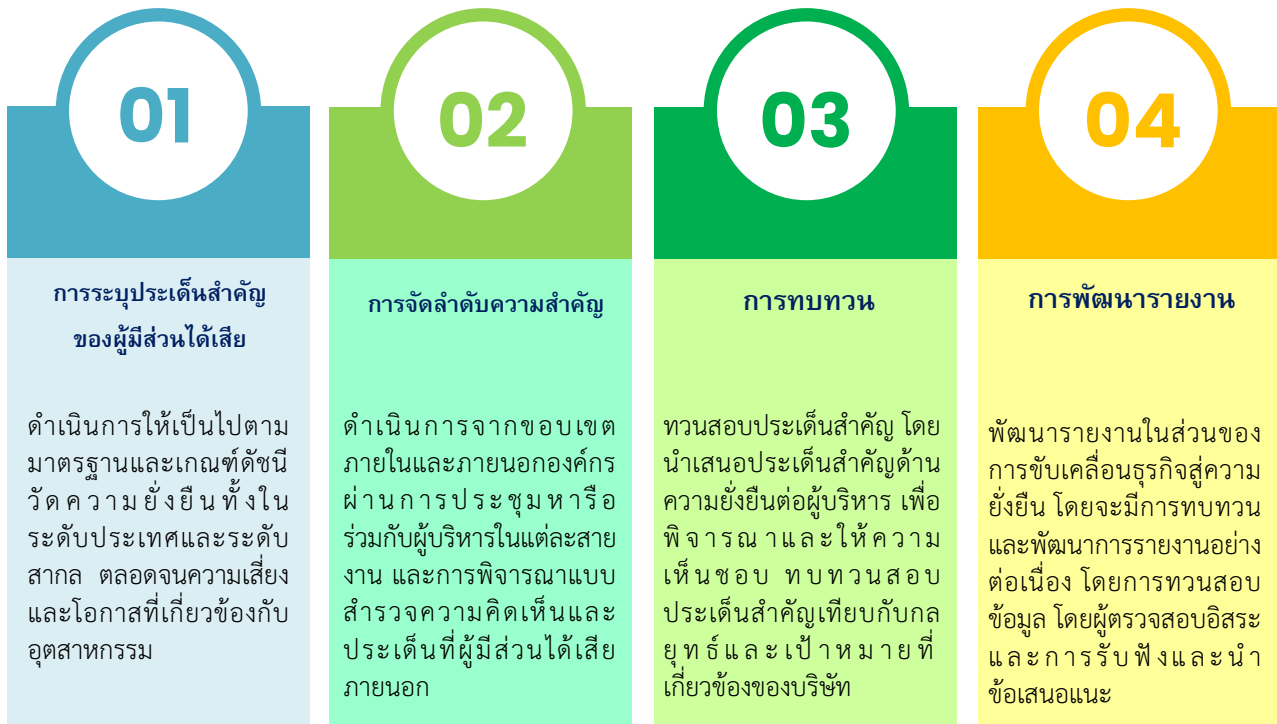 01
การระบุประเด็นสำคัญ
ของผู้มีส่วนได้เสีย
ดำเนินการให้เป็นไปตาม
มาตรฐานและเกณฑ์ดัชนี
วัดความยั่งยืนทั้งใน
ระดับประเทศและระดับ
สากล ตลอดจนความเสี่ยง
และโอกาสที่เกี่ยวข้องกับ
อุตสาหกรรม
02
การจัดลำดับความสำคัญ
ดำเนินการจากขอบเขต
ภายในและภายนอกองค์กร
ผ่านการประชุมหารือ
ร่วมกับผู้บริหารในแต่ละสาย
งาน และการพิจารณาแบบ
สำรวจความคิดเห็นและ
ประเด็นที่ผู้มีส่วนได้เสีย
ภายนอก
03
การทบทวน
ทวนสอบประเด็นสำคัญ โดย
นำเสนอประเด็นสำคัญด้าน
ความยั่งยืนต่อผู้บริหาร เพื่อ
พิจารณาและให้ความ
เห็นชอบ ทบทวนสอบ
ประเด็นสำคัญเทียบกับกล
ยุทธ์และเป้าหมายที่
เกี่ยวข้องของบริษัท
04
การพัฒนารายงาน
พัฒนารายงานในส่วนของ
การขับเคลื่อนธุรกิจสู่ความ
ยั่งยืน โดยจะมีการทบทวน
และพัฒนาการรายงานอย่าง
ต่อเนื่อง โดยการทวนสอบ
ข้อมูล โดยผู้ตรวจสอบอิสระ
และการรับฟังและนำ
ข้อเสนอแนะ